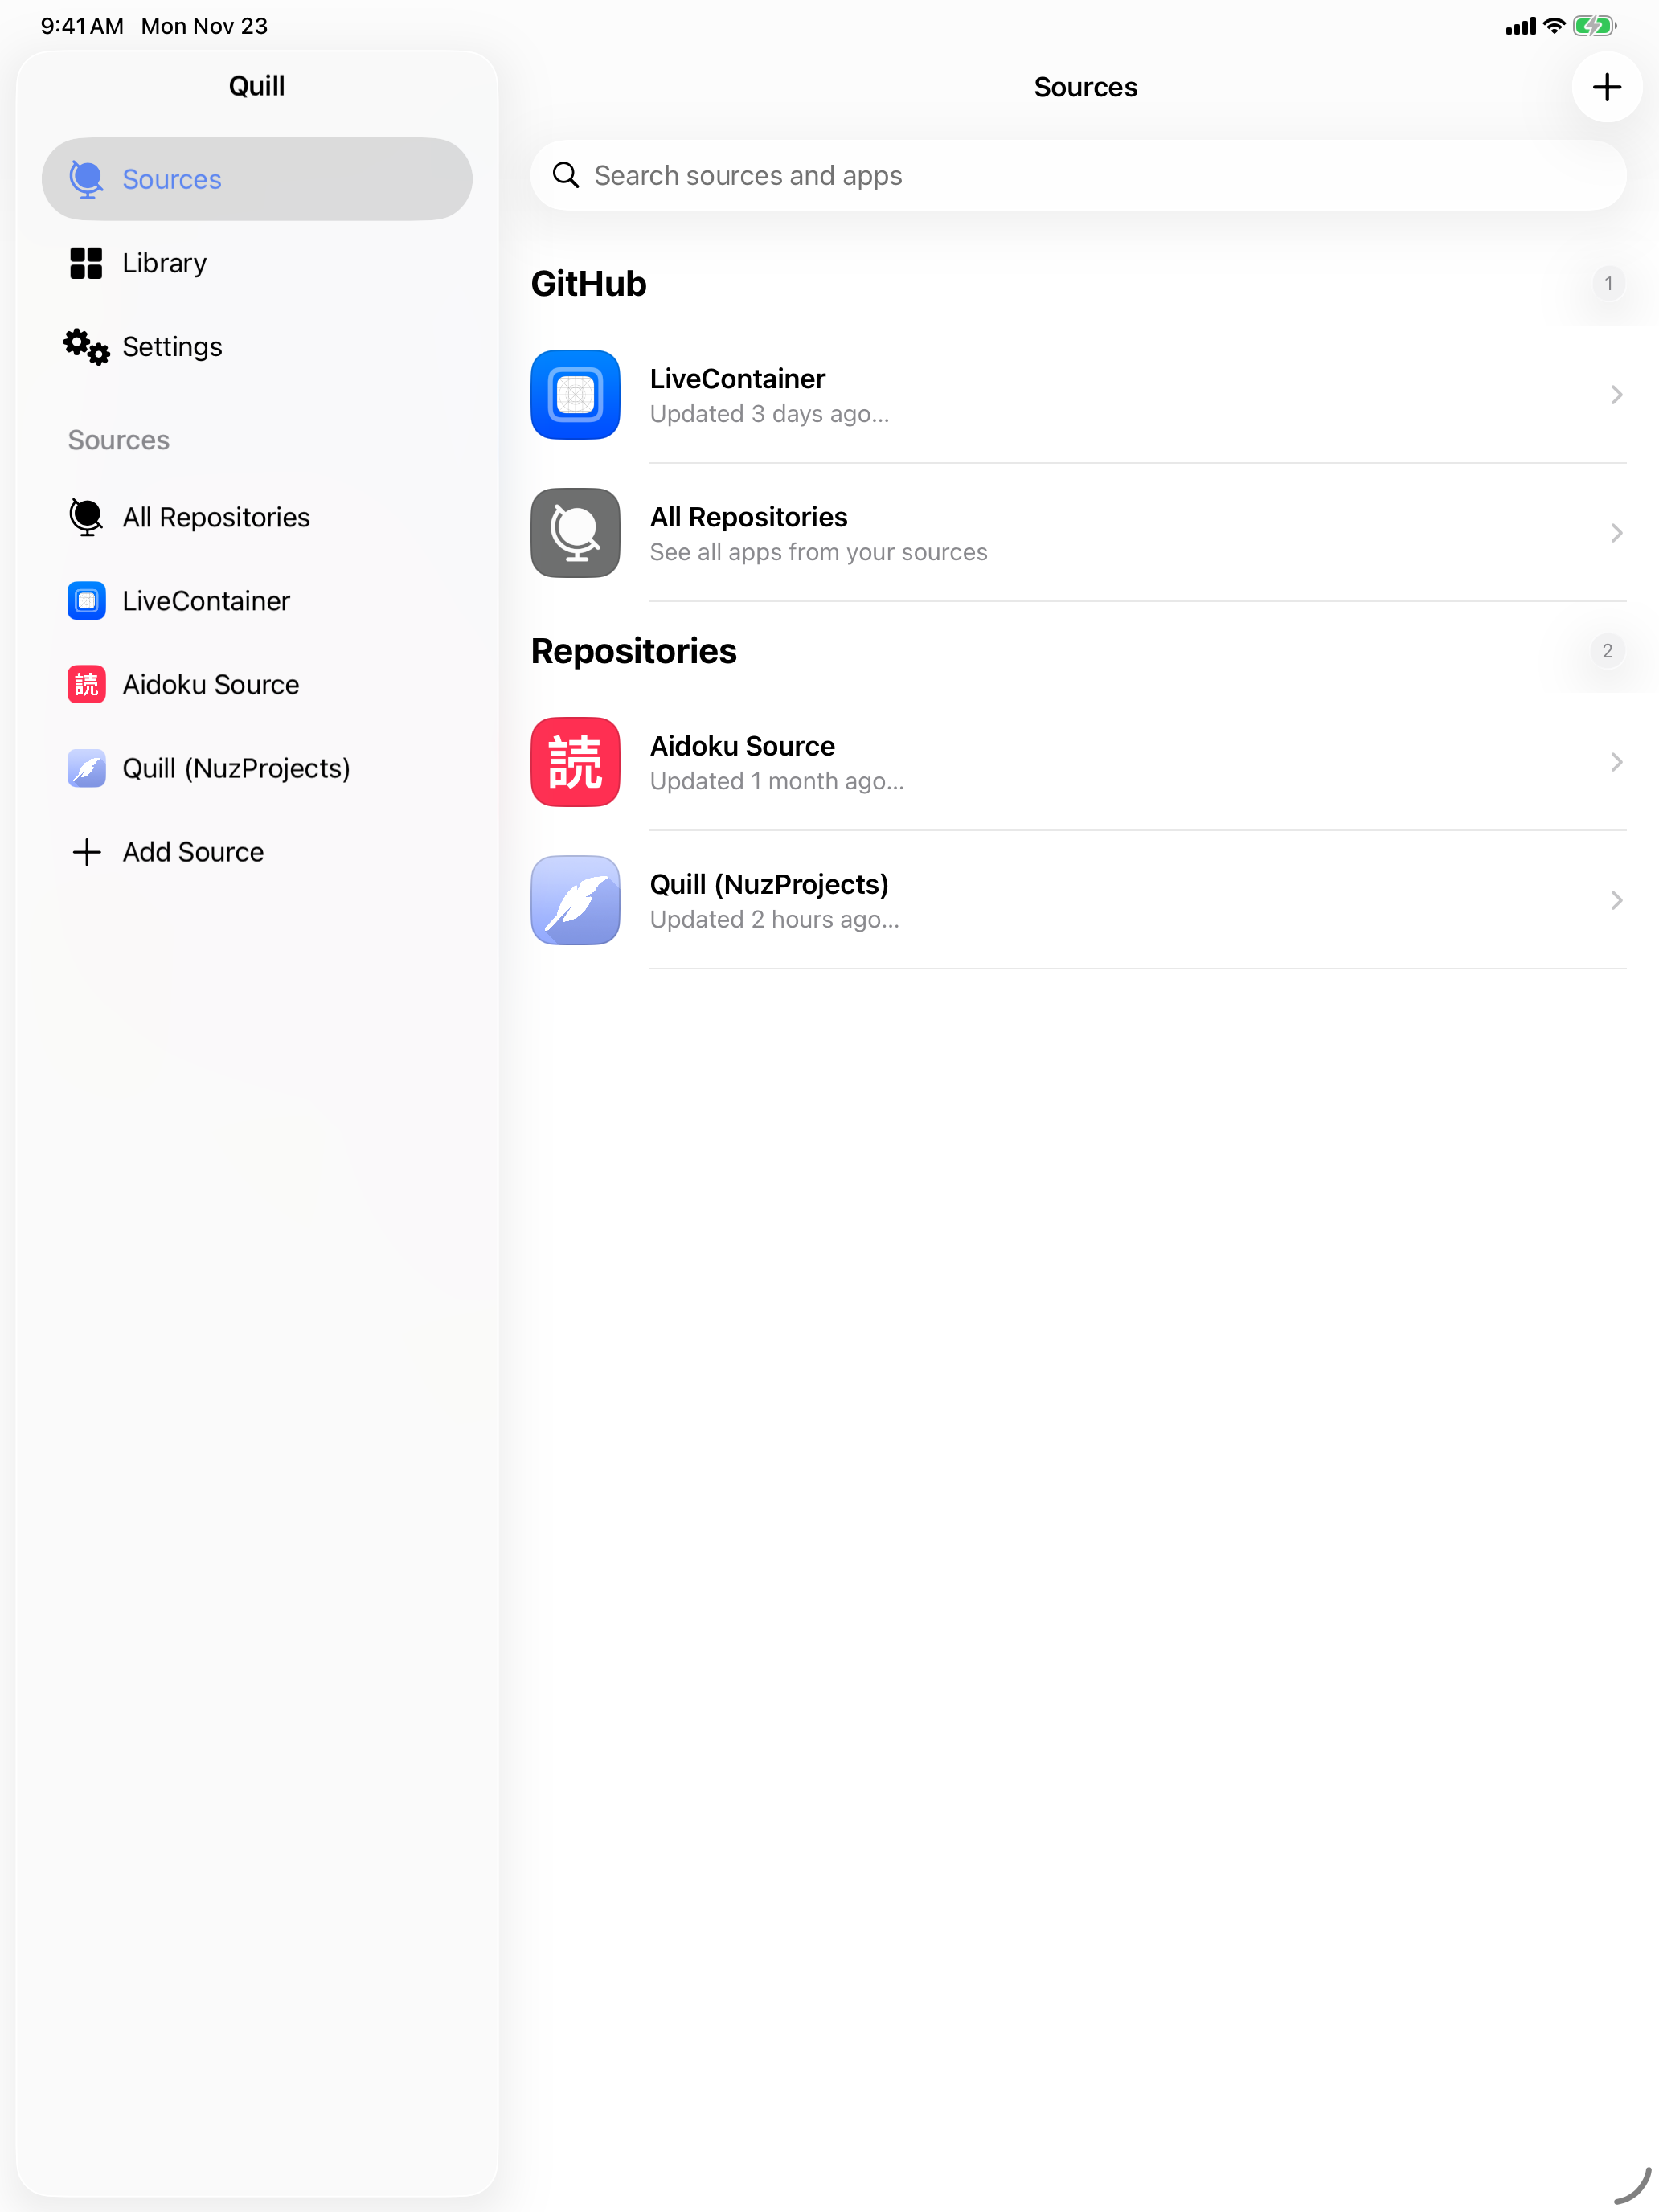 9:41 AM Mon Nov 23
Quill
Sources
Library
Settings
Sources
All Repositories
LiveContainer
読 Aidoku Source
Quill (NuzProjects)
Add Source
Sources
Search sources and apps
GitHub 1
LiveContainer
Updated 3 days ago...
All Repositories
See all apps from your sources
Repositories 2
読
Aidoku Source
Updated 1 month ago...
Quill (NuzProjects)
Updated 2 hours ago...